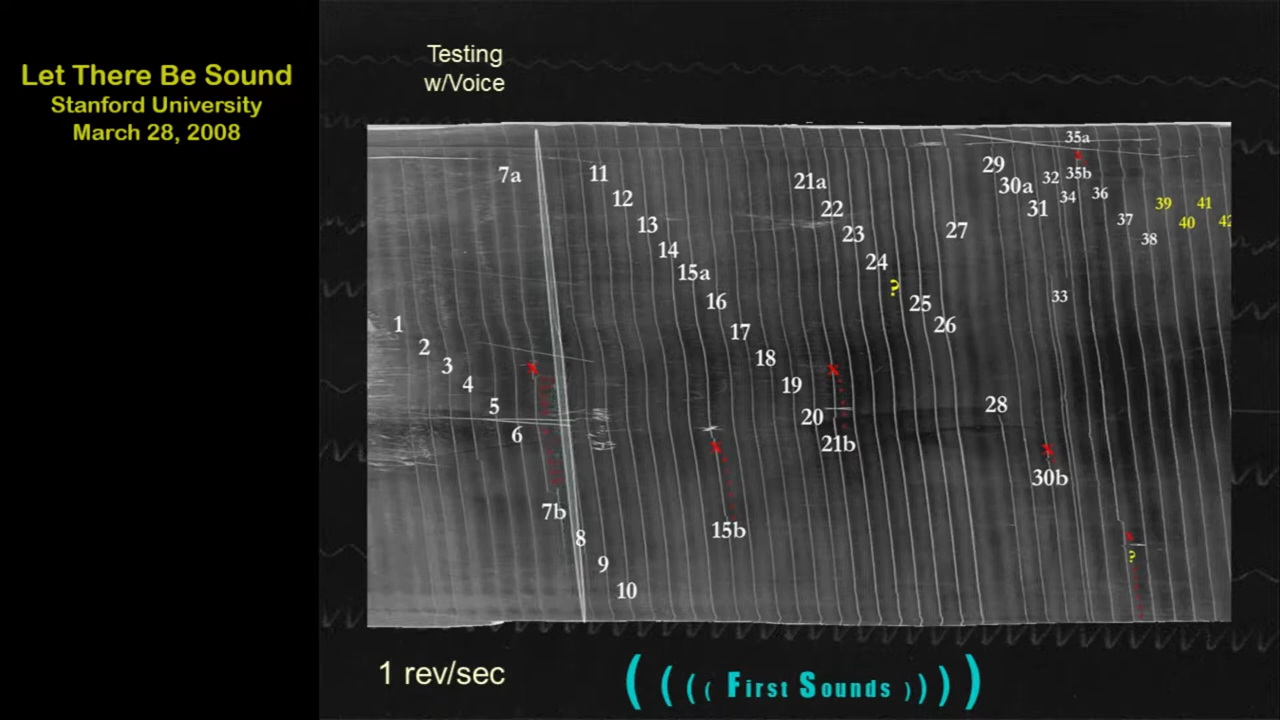 Let There Be Sound
Stanford University
March 28, 2008
Testing
w/Voice
1
2
3
4
5
6
7a
7b
8
9
10
11
12
13
14
15a
15b
16
17
18
19
20
21a
21b
22
23
24
?
25
26
27
28
29
30a
30b
31
32
33
34
35a
35b
36
37
38
?
39
40
41
42
1 rev/sec
(((( First Sounds ))))